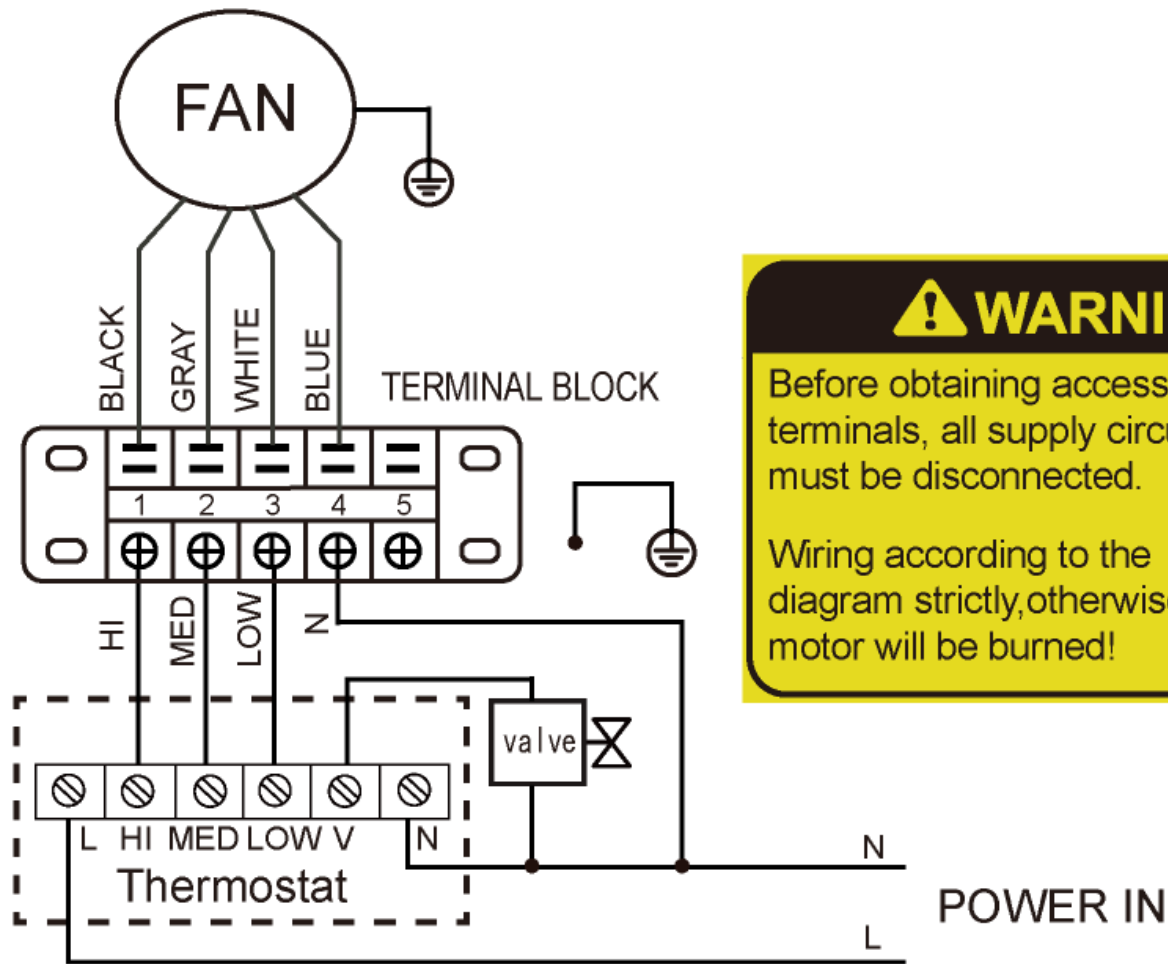 FAN
BLACK
GRAY
WHITE
BLUE
TERMINAL BLOCK
1 2 3 4 5
HI
MED
LOW
N
valve
L HI MED LOW V N
Thermostat
N
L
POWER IN
WARNI
Before obtaining access
terminals, all supply circu
must be disconnected.
Wiring according to the
diagram strictly,otherwis
motor will be burned!